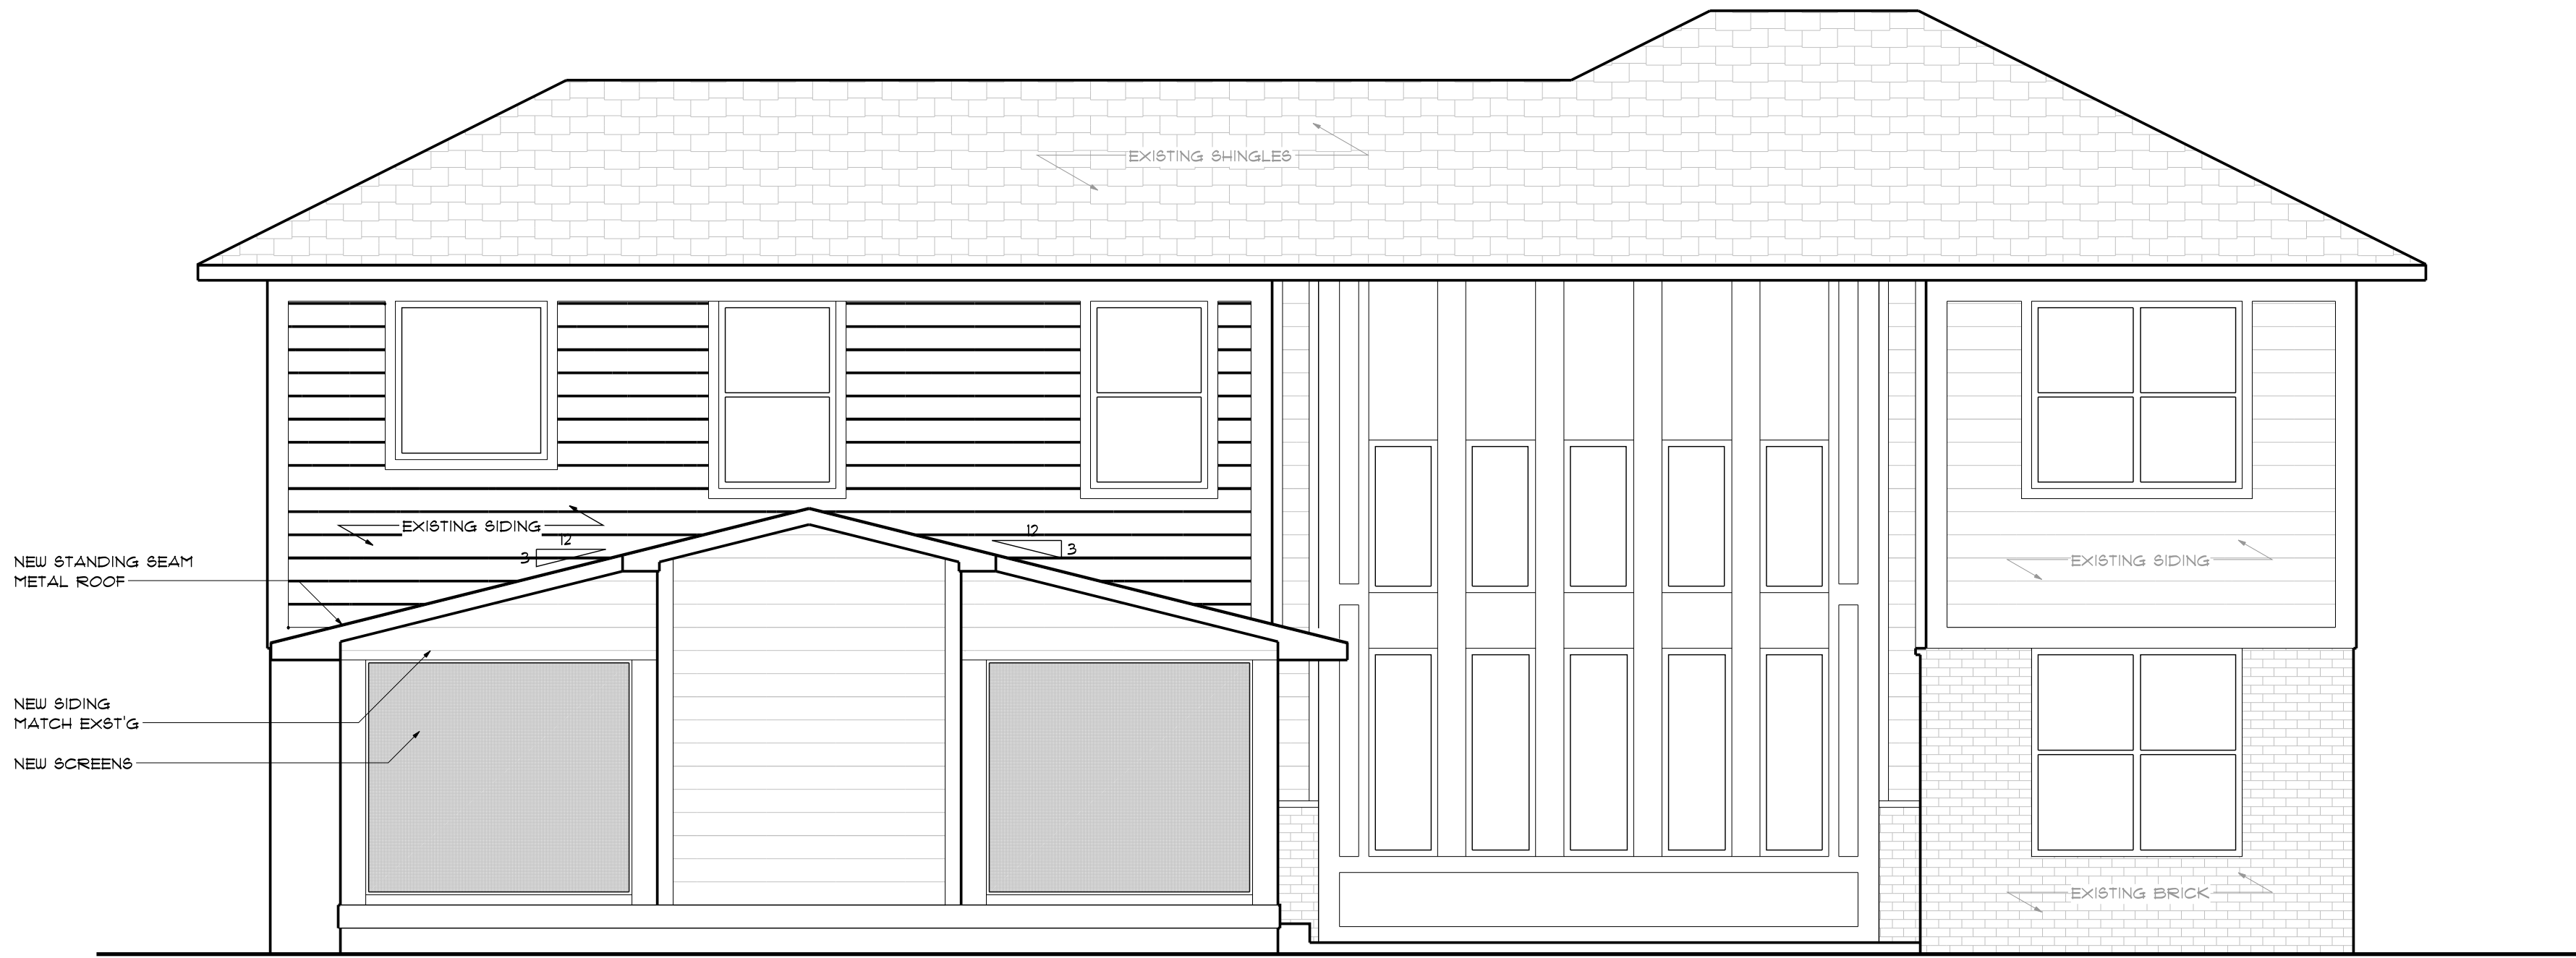 EXISTING SHINGLES
EXISTING SIDING
12
3
12
3
NEW STANDING SEAM
METAL ROOF
EXISTING SIDING
NEW SIDING
MATCH EXST'G
NEW SCREENS
EXISTING BRICK